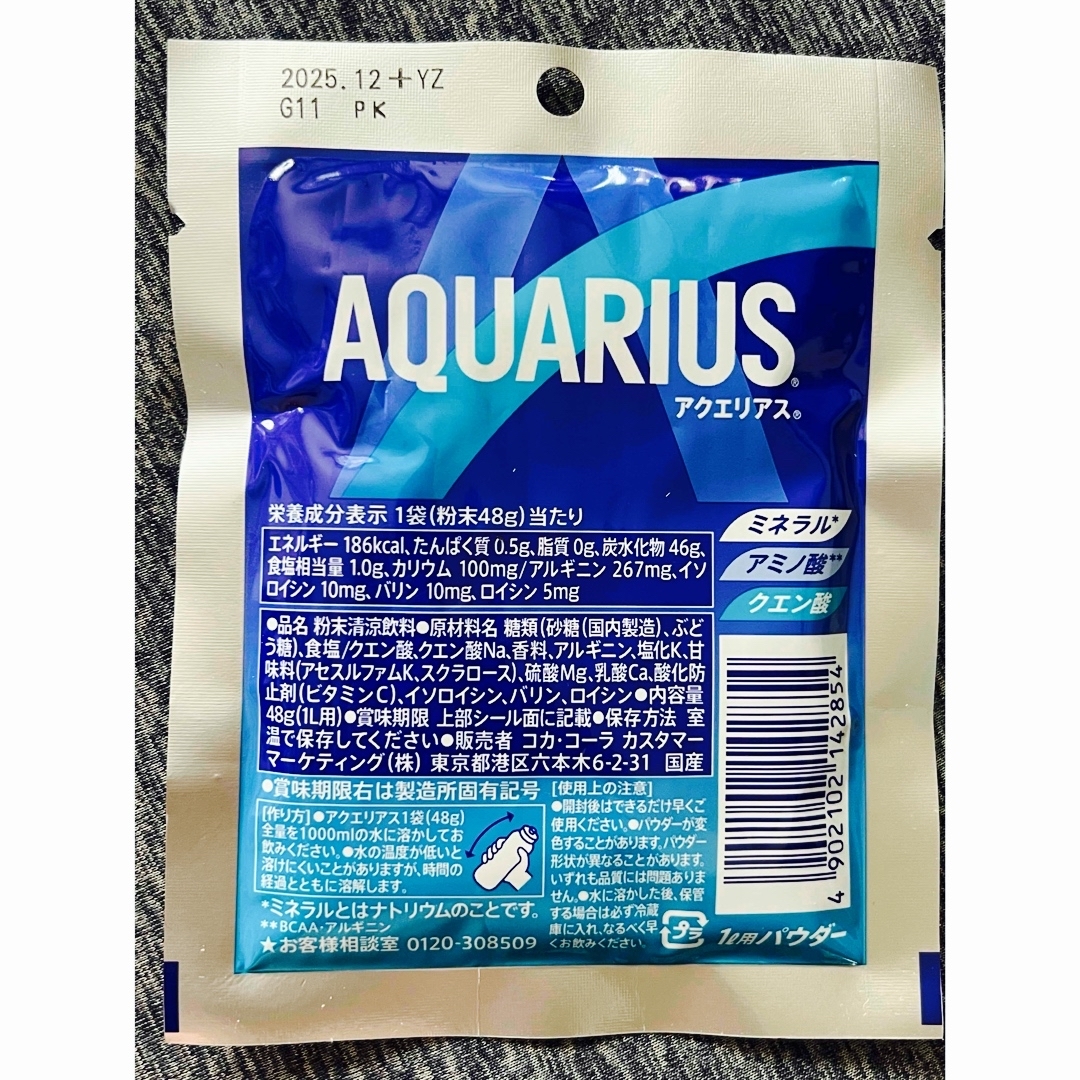 2025.12+YZ
G11 PK
AQUARIUS®
アクエリアス®
栄養成分表示 1袋(粉末48g)当たり
エネルギー 186kcal、たんぱく質 0.5g、脂質 0g、炭水化物 46g、
食塩相当量 1.0g、カリウム 100mg/アルギニン 267mg、イソ
ロイシン 10mg、バリン 10mg、ロイシン 5mg
ミネラル*
アミノ酸**
クエン酸
●品名 粉末清涼飲料●原材料名 糖類(砂糖(国内製造)、ぶど
う糖)、食塩/クエン酸、クエン酸Na、香料、アルギニン、塩化K、甘
味料(アセスルファムK、スクラロース)、硫酸Mg、乳酸Ca、酸化防
止剤(ビタミンC)、イソロイシン、バリン、ロイシン●内容量
48g(1L用)●賞味期限 上部シール面に記載●保存方法 室
温で保存してください●販売者 コカ・コーラ カスタマー
マーケティング(株) 東京都港区六本木6-2-31 国産
●賞味期限右は製造所固有記号
[作り方]●アクエリアス1袋(48g)
全量を1000mlの水に溶かしてお
飲みください。●水の温度が低いと
溶けにくいことがありますが、時間の
経過とともに溶解します。
*ミネラルとはナトリウムのことです。
**BCAA・アルギニン
★お客様相談室 0120-308509
[使用上の注意]
●開封後はできるだけ早くご
使用ください。●パウダーが変
色することがあります。パウダー
形状が異なることがあります。
いずれも品質には問題ありま
せん。●水に溶かした後、保管
する場合は必ず冷蔵
庫に入れ、なるべく早
くお飲みください。
プラ
1ℓ用パウダー
4 902102 142854